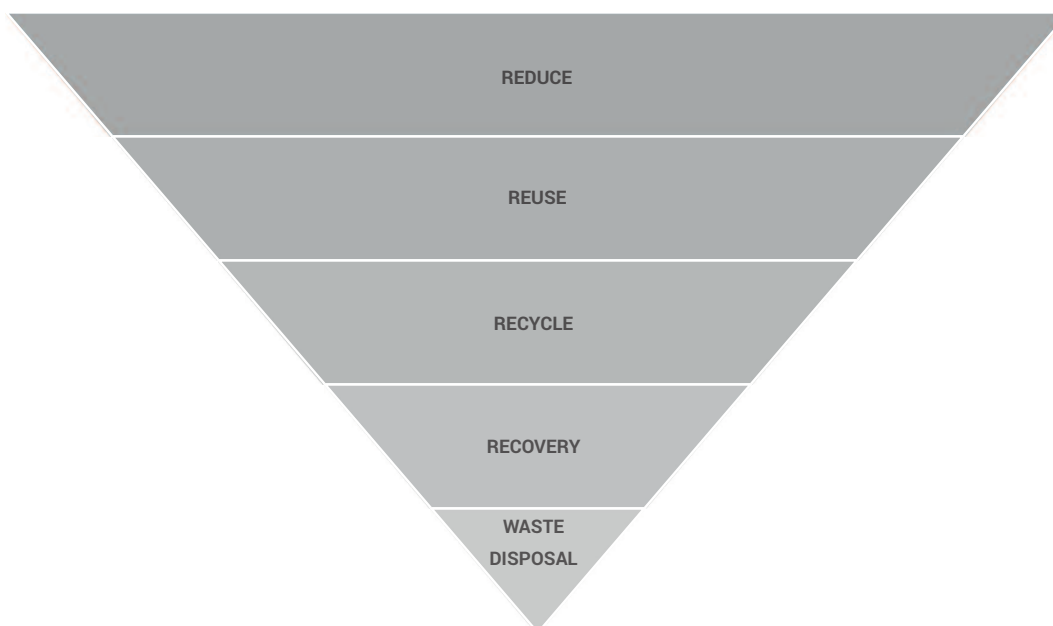 REDUCE
REUSE
RECYCLE
RECOVERY
WASTE
DISPOSAL